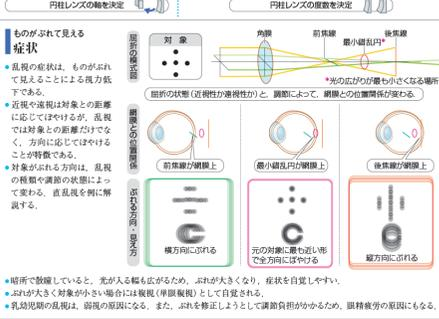 円柱レンズの軸を決定
円柱レンズの度数を決定
ものがぶれて見える
症状
●乱視の症状は、ものがぶれ
て見えることによる視力低
下である.
●近視や遠視は対象との距離
に応じてぼやけるが，乱視
では対象との距離だけでな
く，方向に応じてぼやける
ことが特徴である.
●対象がぶれる方向は，乱視
の種類や調節の状態によっ
て変わる．直乱視を例に解
説する.
屈折の模式図
対 象
角膜
前焦線
最小錯乱円*
後焦線
*光の広がりが最も小さくなる場所
屈折の状態(近視性か遠視性か)と，調節によって，網膜との位置関係が変わる.
網膜との位置関係
前焦線が網膜上
最小錯乱円が網膜上
後焦線が網膜上
ぶれる方向・見え方
横方向にぶれる
元の対象に最も近い形
で全方向にぼやける
縦方向にぶれる
●暗所で散瞳していると，光が入る幅も広がるため，ぶれが大きくなり，症状を自覚しやすい.
●ぶれが大きく対象が小さい場合には複視(単眼複視)として自覚される.
●乳幼児期の乱視は，弱視の原因になる．また，ぶれを修正しようとして調節負担がかかるため，眼精疲労の原因にもなる.